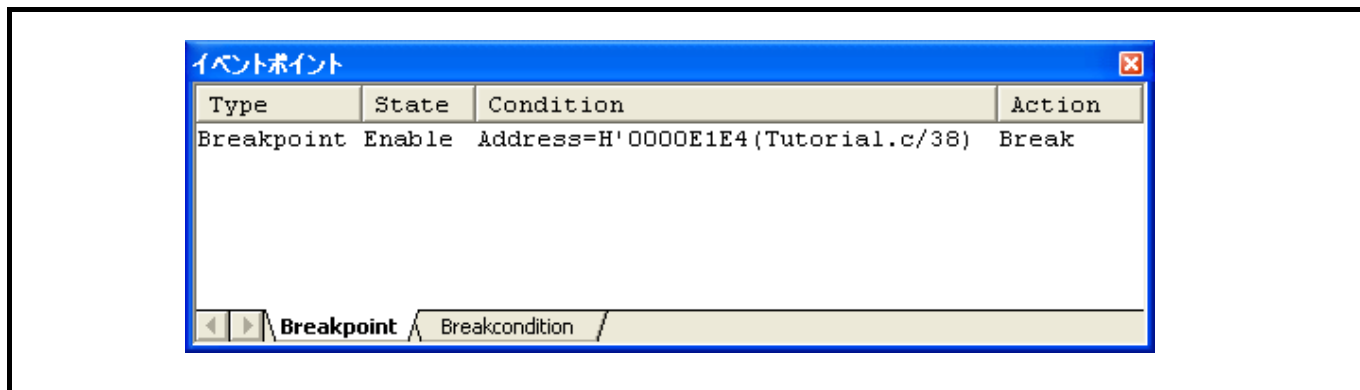 イベントポイント
Type State Condition Action
Breakpoint Enable Address=H'0000E1E4(Tutorial.c/38) Break
Breakpoint Breakcondition